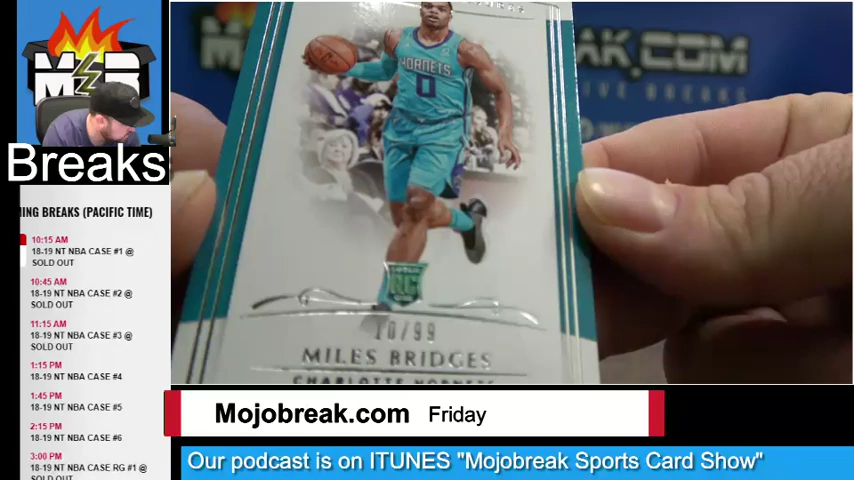 M B
Breaks
ING BREAKS (PACIFIC TIME)
10:15 AM
18-19 NT NBA CASE #1 @
SOLD OUT
10:45 AM
18-19 NT NBA CASE #2 @
SOLD OUT
11:15 AM
18-19 NT NBA CASE #3 @
SOLD OUT
1:15 PM
18-19 NT NBA CASE #4
1:45 PM
18-19 NT NBA CASE #5
2:15 PM
18-19 NT NBA CASE #6
3:00 PM
18-19 NT NBA CASE RG #1 @
SOLD OUT
EAK.COM
IVE BREAKS
HORNETS
0
RC
10/99
MILES BRIDGES
CHARLOTTE HORNETS
Mojobreak.com Friday
Our podcast is on ITUNES "Mojobreak Sports Card Show"